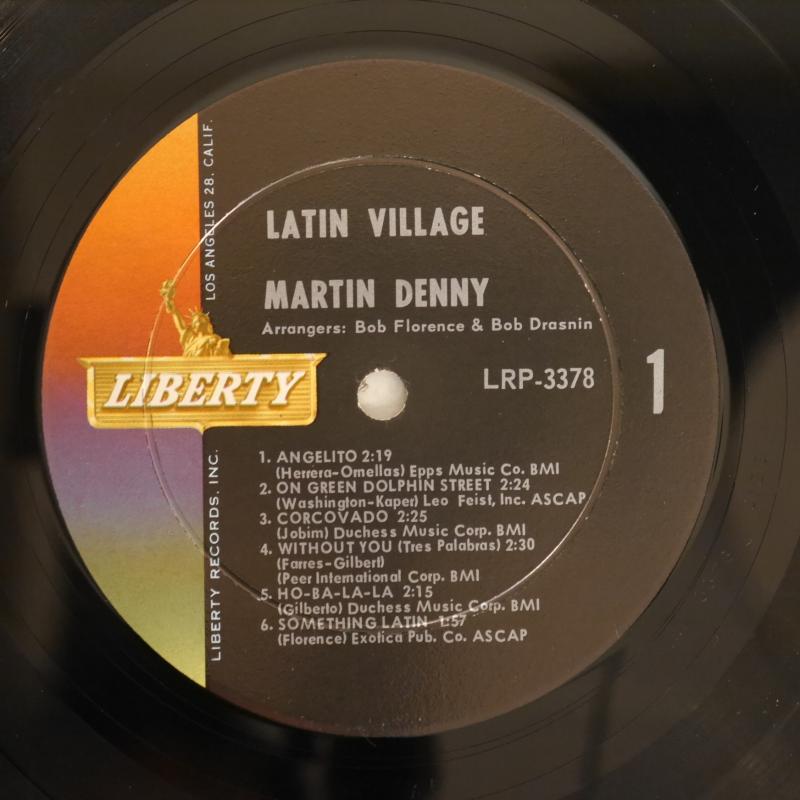 LATIN VILLAGE
MARTIN DENNY
Arrangers: Bob Florence & Bob Drasnin
LRP-3378
1
LIBERTY
LOS ANGELES 28, CALIF.
LIBERTY RECORDS, INC.
1. ANGELITO 2:19
(Herrera-Ornellas) Epps Music Co. BMI
2. ON GREEN DOLPHIN STREET 2:24
(Washington-Kaper) Leo Feist, Inc. ASCAP
3. CORCOVADO 2:25
(Jobim) Duchess Music Corp. BMI
4. WITHOUT YOU (Tres Palabras) 2:30
(Farres-Gilbert)
(Peer International Corp. BMI
5. HO-BA-LA-LA 2:15
(Gilberto) Duchess Music Corp. BMI
6. SOMETHING LATIN 1:57
(Florence) Exotica Pub. Co. ASCAP